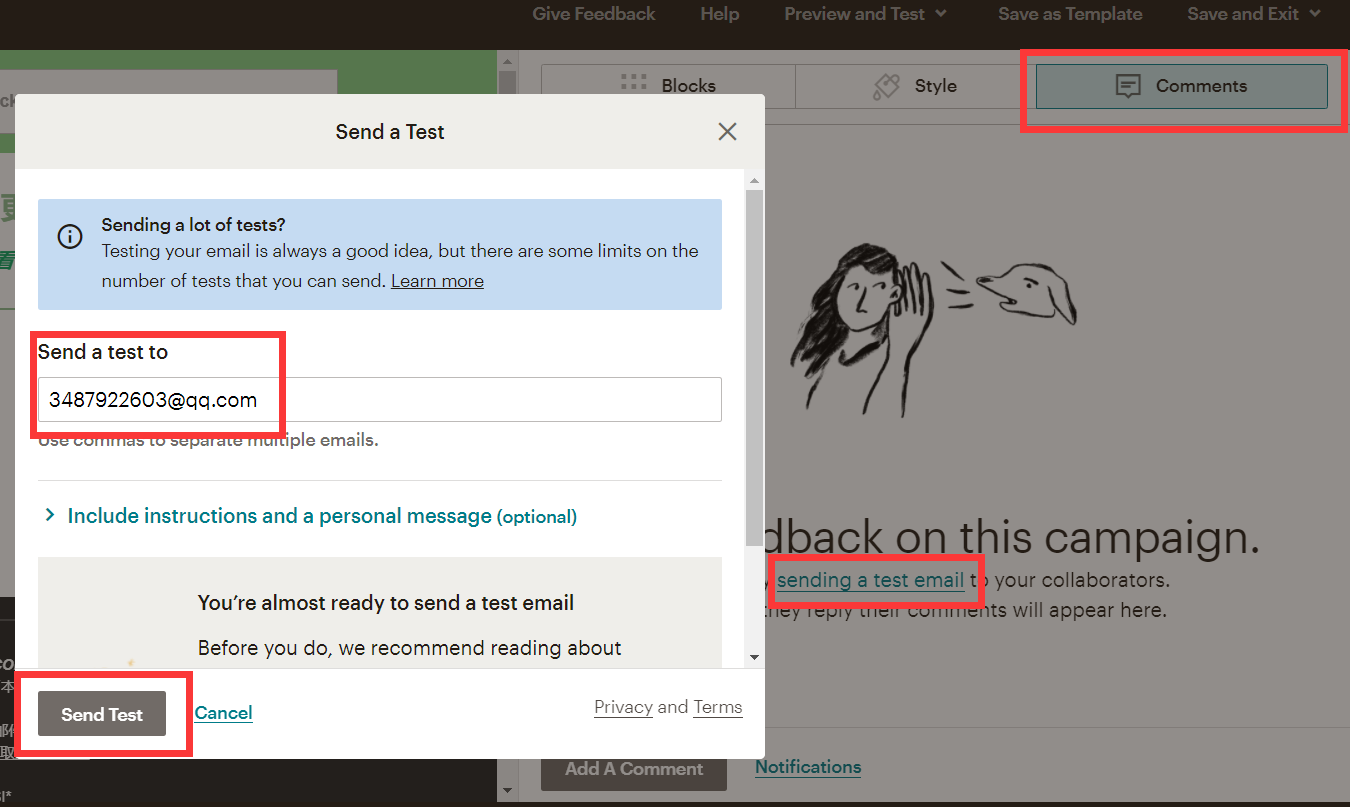 Give Feedback Help Preview and Test Save as Template Save and Exit
Blocks Style Comments
Send a Test
Sending a lot of tests?
Testing your email is always a good idea, but there are some limits on the
number of tests that you can send. Learn more
Send a test to
3487922603@qq.com
Use commas to separate multiple emails.
Include instructions and a personal message (optional)
You're almost ready to send a test email
Before you do, we recommend reading about
Send Test Cancel
Privacy and Terms
dback on this campaign.
sending a test email to your collaborators.
they reply their comments will appear here.
Add A Comment Notifications
看
本
取